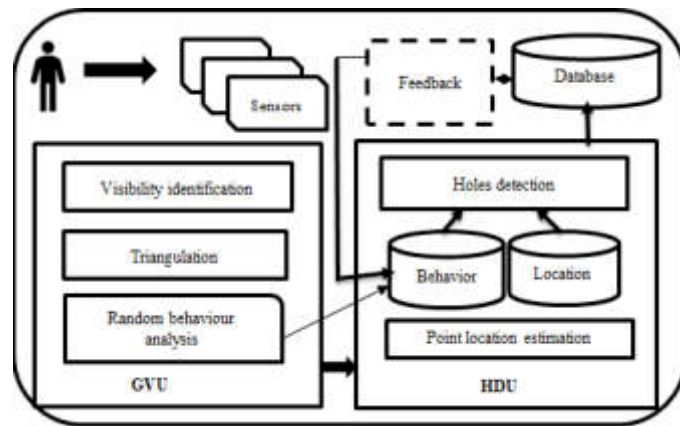 Sensors
Feedback
Database
Visibility identification
Triangulation
Random behaviour
analysis
GVU
Holes detection
Behavior
Location
Point location estimation
HDU